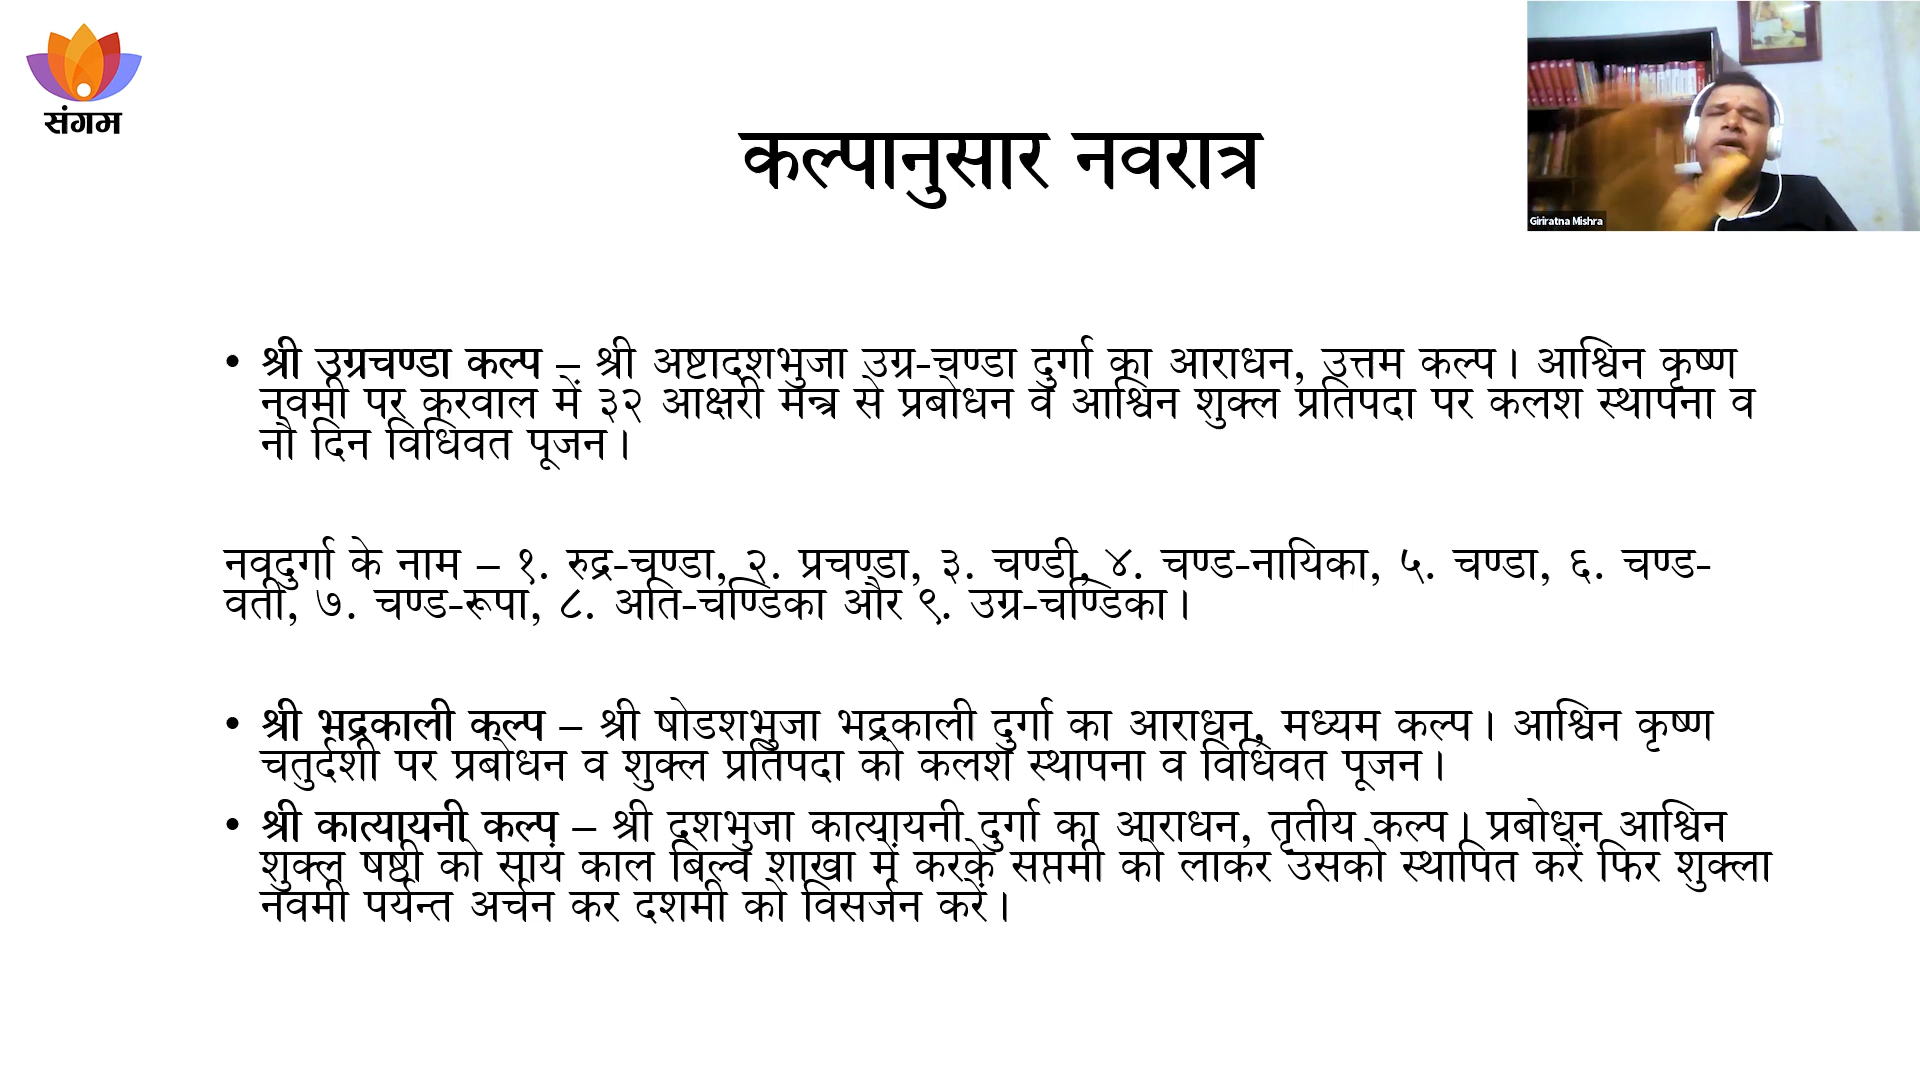 संगम
कल्पानुसार नवरात्र
Giriratna Mishra
• श्री उग्रचण्डा कल्प – श्री अष्टादशभुजा उग्र-चण्डा दुर्गा का आराधन, उत्तम कल्प। आश्विन कृष्ण
नवमी पर करवाल में ३२ आक्षरी मन्त्र से प्रबोधन व आश्विन शुक्ल प्रतिपदा पर कलश स्थापना व
नौ दिन विधिवत पूजन।
नवदुर्गा के नाम – १. रुद्र-चण्डा, २. प्रचण्डा, ३. चण्डी, ४. चण्ड-नायिका, ५. चण्डा, ६. चण्ड-
वती, ७. चण्ड-रूपा, ८. अति-चण्डिका और ९. उग्र-चण्डिका।
• श्री भद्रकाली कल्प – श्री षोडशभुजा भद्रकाली दुर्गा का आराधन, मध्यम कल्प। आश्विन कृष्ण
चतुर्दशी पर प्रबोधन व शुक्ल प्रतिपदा को कलश स्थापना व विधिवत पूजन।
• श्री कात्यायनी कल्प – श्री दशभुजा कात्यायनी दुर्गा का आराधन, तृतीय कल्प। प्रबोधन आश्विन
शुक्ल षष्ठी को सायं काल बिल्व शाखा में करके सप्तमी को लाकर उसको स्थापित करें फिर शुक्ला
नवमी पर्यन्त अर्चन कर दशमी को विसर्जन करें।